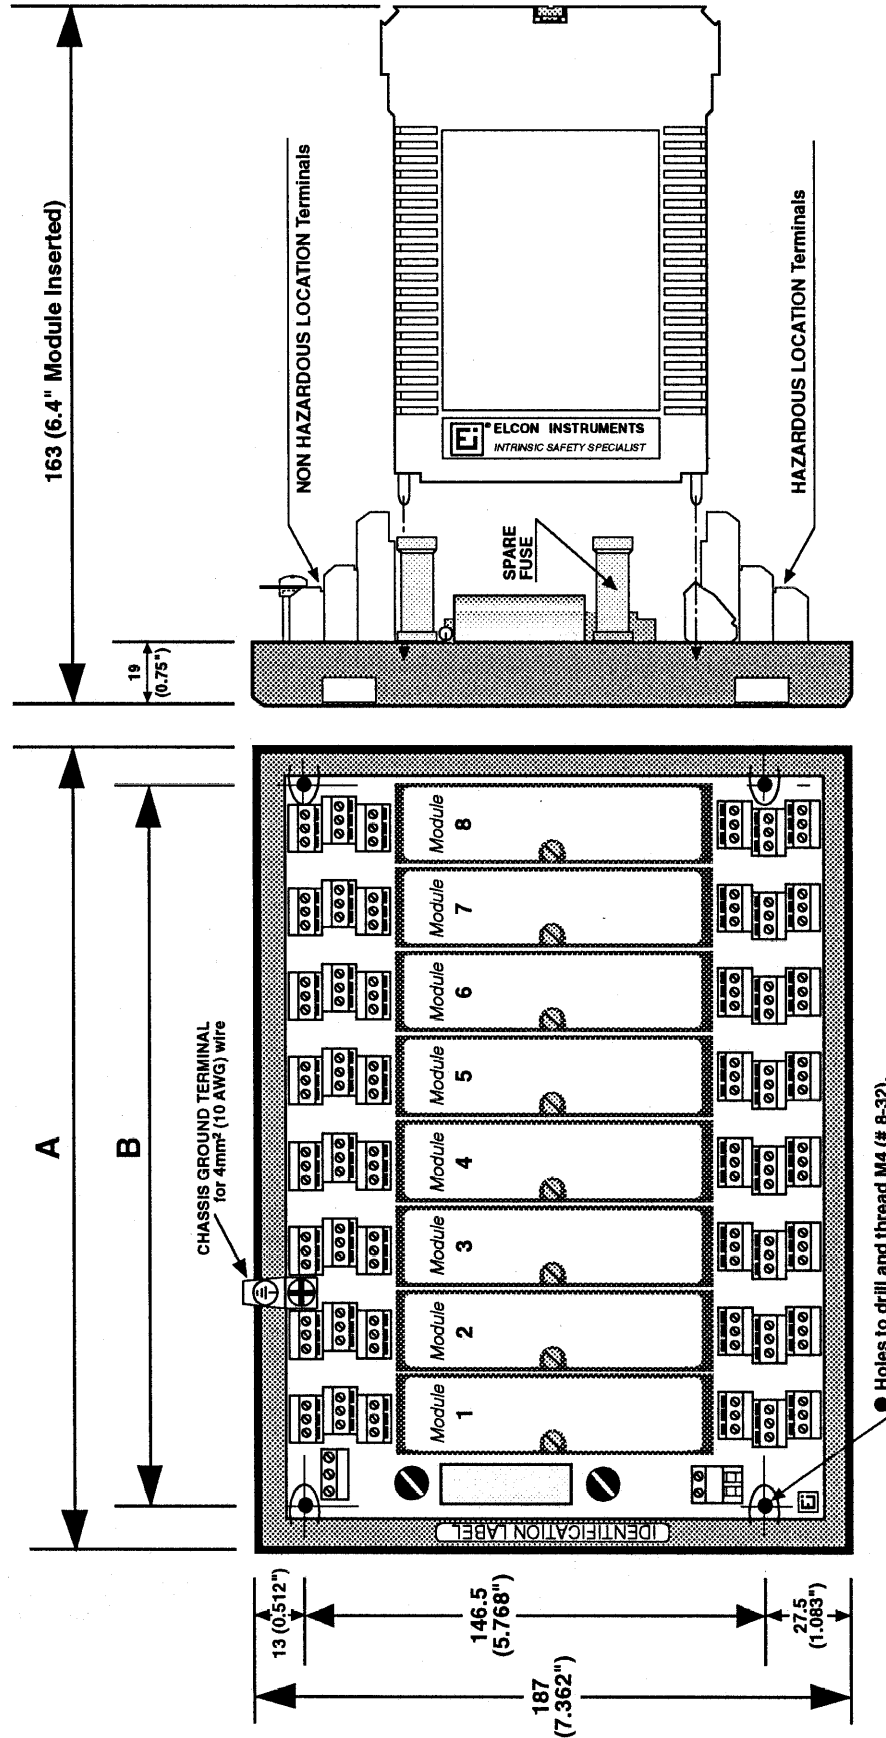 163 (6.4" Module Inserted)
19
(0.75")
NON HAZARDOUS LOCATION Terminals
SPARE
FUSE
Ei ® ELCON INSTRUMENTS
INTRINSIC SAFETY SPECIALIST
HAZARDOUS LOCATION Terminals
A
B
CHASSIS GROUND TERMINAL
for 4mm² (10 AWG) wire
Module
1
Module
2
Module
3
Module
4
Module
5
Module
6
Module
7
Module
8
IDENTIFICATION LABEL
Ei
13 (0.512")
146.5
(5.768")
27.5
(1.083")
187
(7.362")
● Holes to drill and thread M4 (# 8-32).